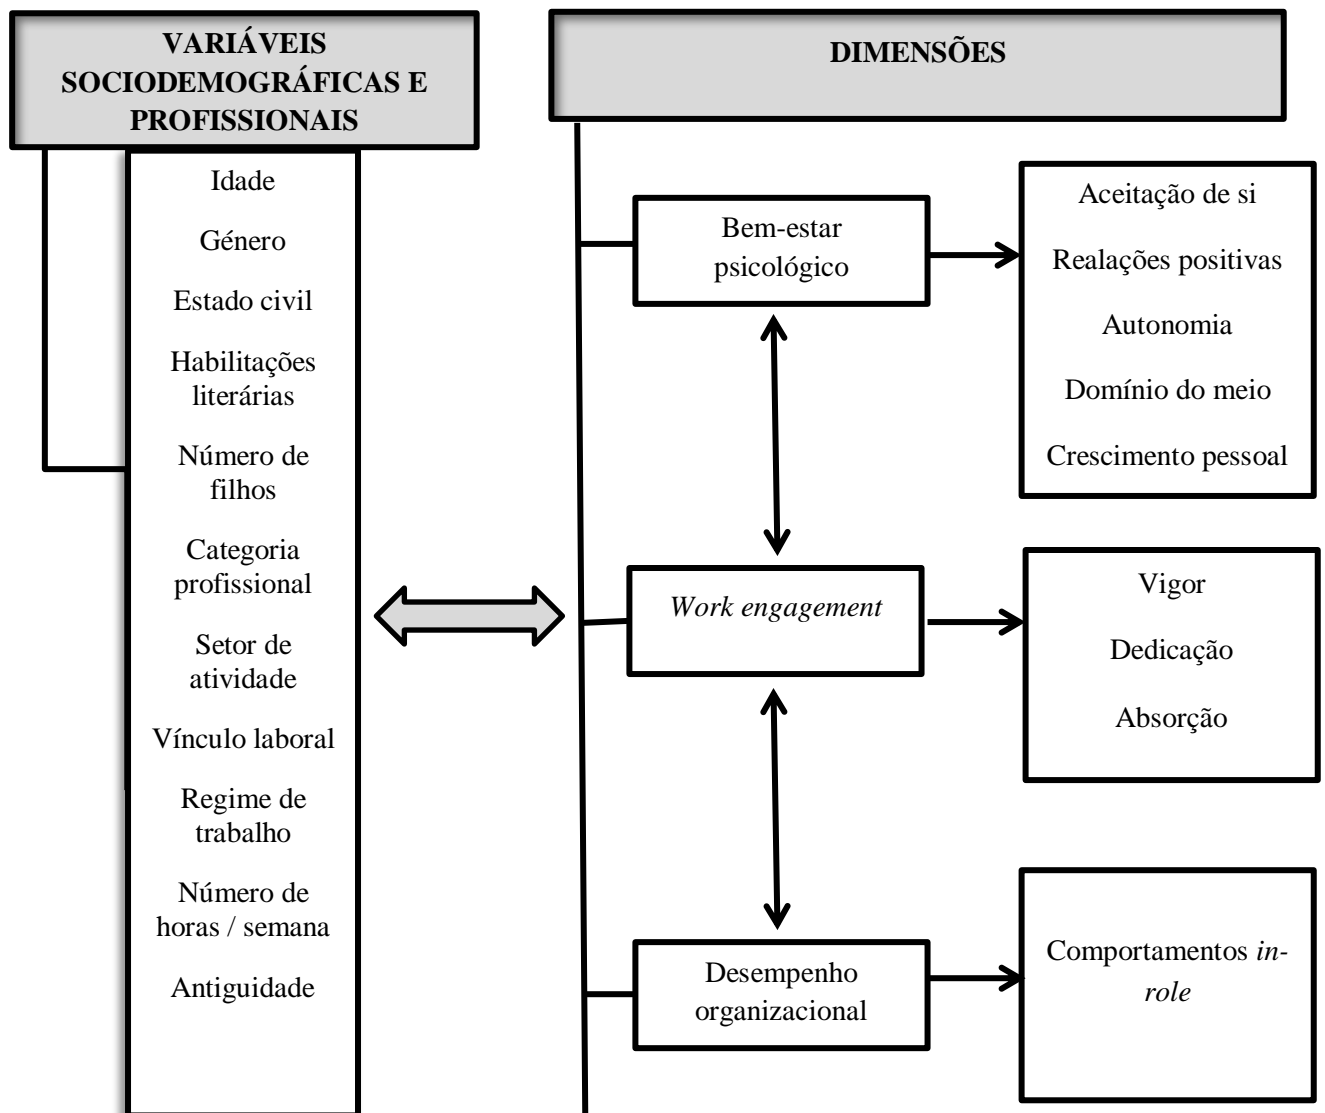 VARIÁVEIS
SOCIODEMOGRÁFICAS E
PROFISSIONAIS
Idade
Género
Estado civil
Habilitações
literárias
Número de
filhos
Categoria
profissional
Setor de
atividade
Vínculo laboral
Regime de
trabalho
Número de
horas / semana
Antiguidade
DIMENSÕES
Bem-estar
psicológico
Aceitação de si
Realações positivas
Autonomia
Domínio do meio
Crescimento pessoal
Work engagement
Vigor
Dedicação
Absorção
Desempenho
organizacional
Comportamentos in-
role